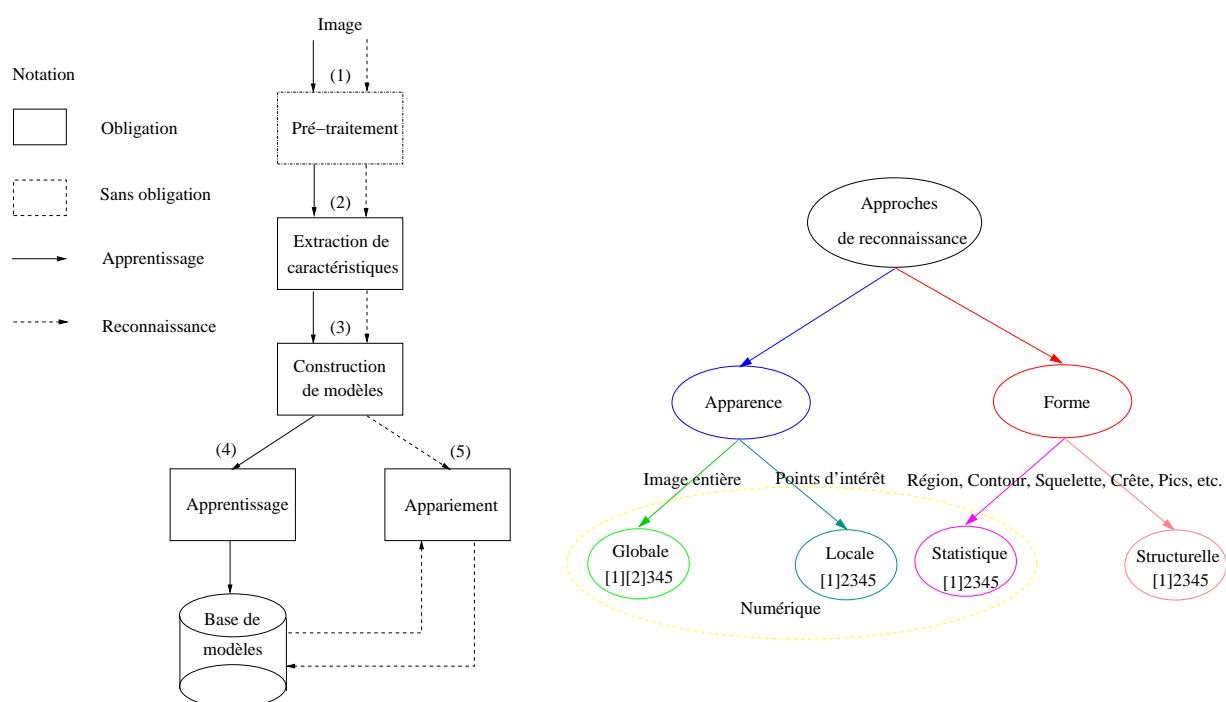 Image
Notation
(1)
Obligation
Pré−traitement
Sans obligation
(2)
Extraction de
caractéristiques
Apprentissage
Reconnaissance
(3)
Construction
de modèles
(4)
(5)
Apprentissage
Appariement
Base de
modèles
Approches
de reconnaissance
Apparence
Forme
Image entière
Points d’intérêt
Région, Contour, Squelette, Crête, Pics, etc.
Globale
[1][2]345
Locale
[1]2345
Statistique
[1]2345
Structurelle
[1]2345
Numérique